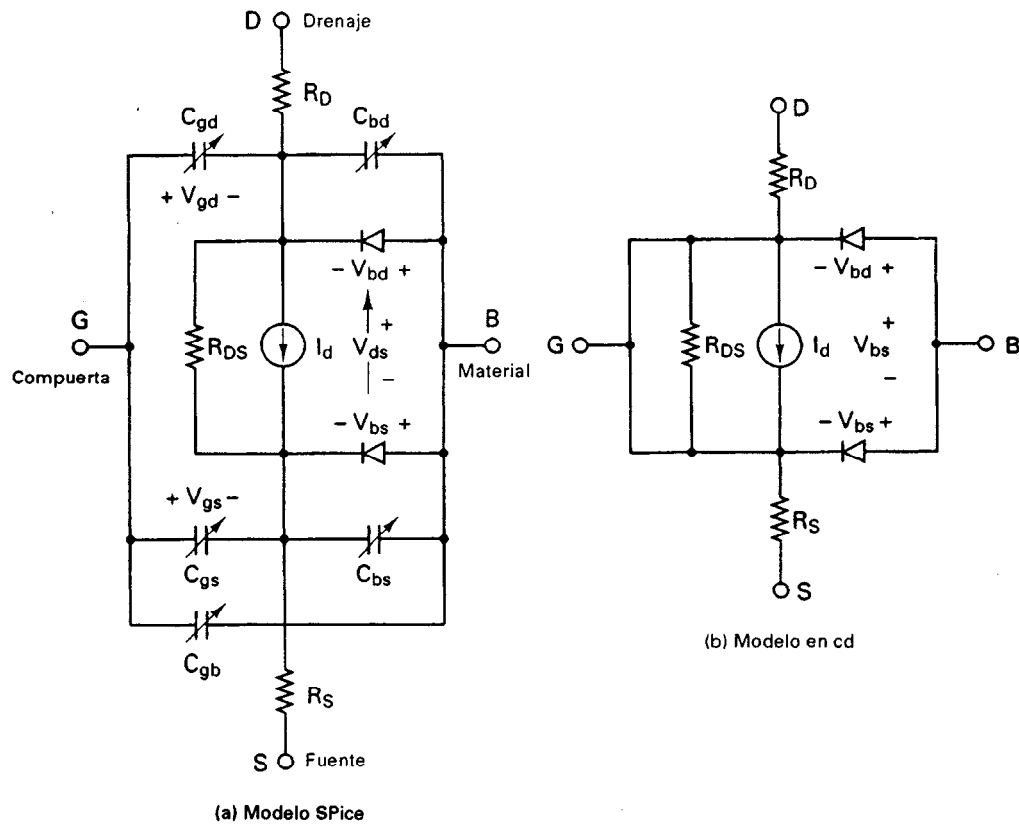 D Drenaje
R_D
C_gd
C_bd
+ V_gd −
− V_bd +
G
Compuerta
R_DS
I_d
+
V_ds
−
B
Material
− V_bs +
+ V_gs −
C_gs
C_bs
C_gb
R_S
S Fuente
(a) Modelo SPice
D
R_D
− V_bd +
G
R_DS
I_d
+
V_bs
−
B
− V_bs +
R_S
S
(b) Modelo en cd